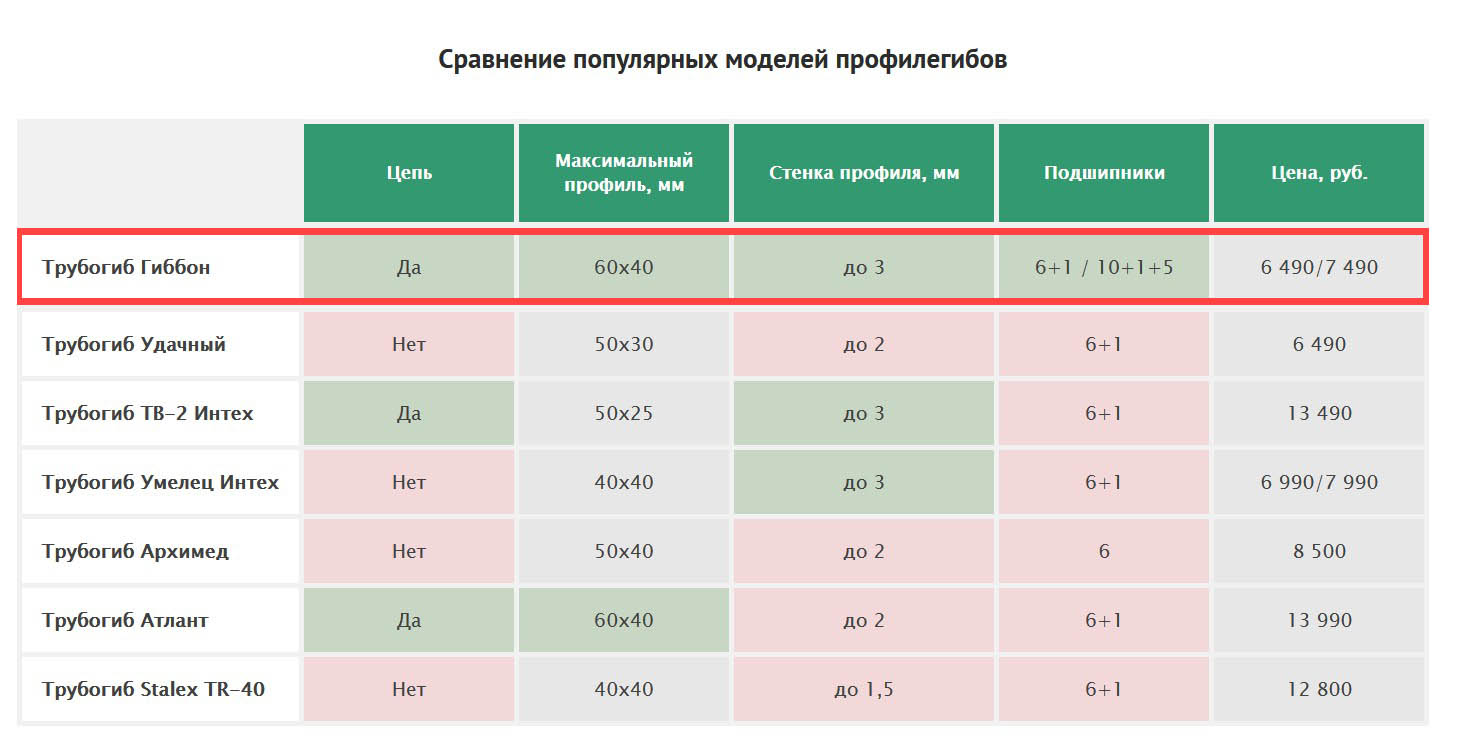 Сравнение популярных моделей профилегибов
Цепь
Максимальный
профиль, мм
Стенка профиля, мм
Подшипники
Цена, руб.
Трубогиб Гиббон Да 60x40 до 3 6+1 / 10+1+5 6 490/7 490
Трубогиб Удачный Нет 50x30 до 2 6+1 6 490
Трубогиб ТВ-2 Интех Да 50x25 до 3 6+1 13 490
Трубогиб Умелец Интех Нет 40x40 до 3 6+1 6 990/7 990
Трубогиб Архимед Нет 50x40 до 2 6 8 500
Трубогиб Атлант Да 60x40 до 2 6+1 13 990
Трубогиб Stalex TR-40 Нет 40x40 до 1,5 6+1 12 800